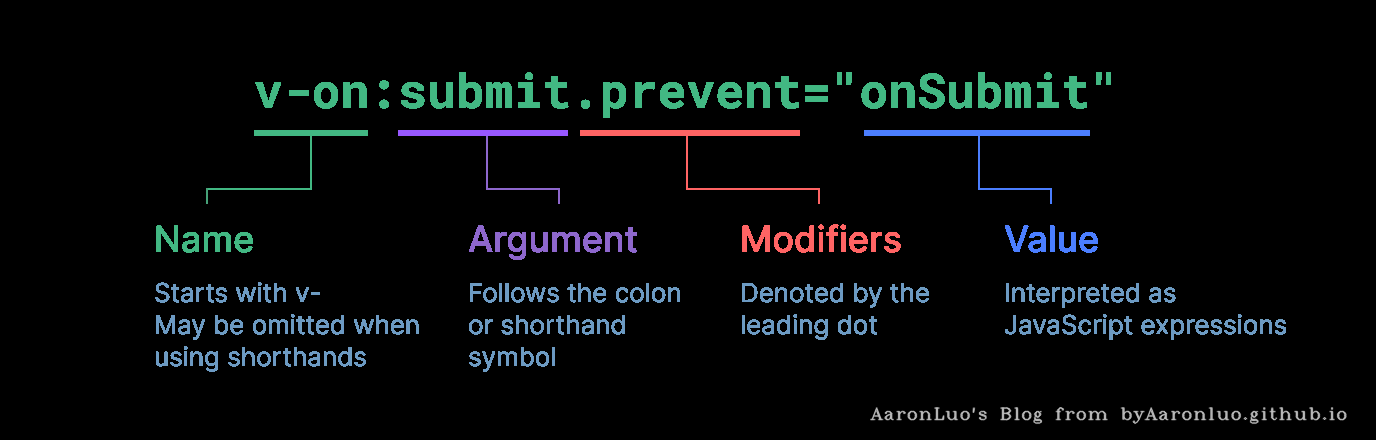 v-on:submit.prevent="onSubmit"
Name
Starts with v-
May be omitted when
using shorthands
Argument
Follows the colon
or shorthand
symbol
Modifiers
Denoted by the
leading dot
Value
Interpreted as
JavaScript expressions
AaronLuo's Blog from byAaronluo.github.io